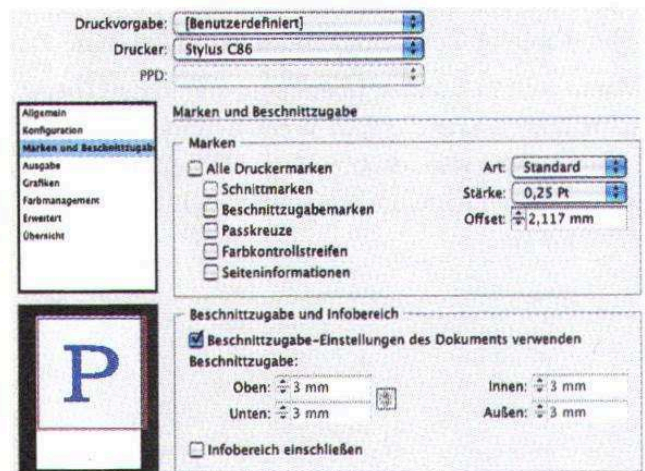 Druckvorgabe: [Benutzerdefiniert]
Drucker: Stylus C86
PPD:
Allgemein
Konfiguration
Marken und Beschnittzugab
Ausgabe
Grafiken
Farbmanagement
Erweitert
Übersicht
Marken und Beschnittzugabe
Marken
Alle Druckermarken
Schnittmarken
Beschnittzugabemarken
Passkreuze
Farbkontrollstreifen
Seiteninformationen
Art: Standard
Stärke: 0,25 Pt
Offset: 2,117 mm
P
Beschnittzugabe und Infobereich
Beschnittzugabe-Einstellungen des Dokuments verwenden
Beschnittzugabe:
Oben: 3 mm Innen: 3 mm
Unten: 3 mm Außen: 3 mm
Infobereich einschließen